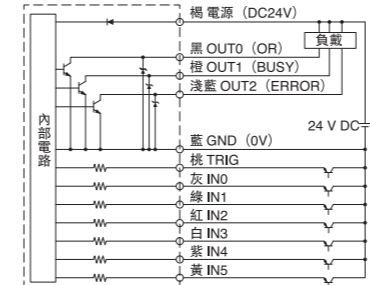 褐 電源（DC24V）
負戴
黑 OUT0（OR）
橙 OUT1（BUSY）
淺藍 OUT2（ERROR）
內部電路
24 V DC
藍 GND（0V）
桃 TRIG
灰 IN0
綠 IN1
紅 IN2
白 IN3
紫 IN4
黃 IN5